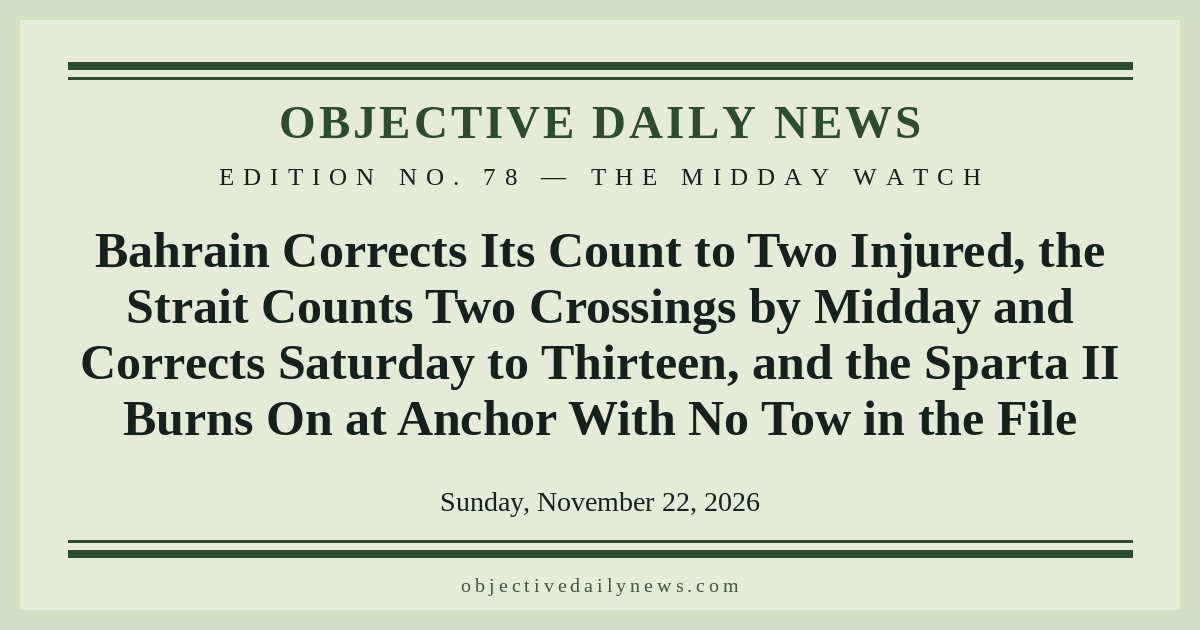 OBJECTIVE DAILY NEWS
EDITION NO. 78 — THE MIDDAY WATCH
Bahrain Corrects Its Count to Two Injured, the
Strait Counts Two Crossings by Midday and
Corrects Saturday to Thirteen, and the Sparta II
Burns On at Anchor With No Tow in the File
Sunday, November 22, 2026
objectivedailynews.com